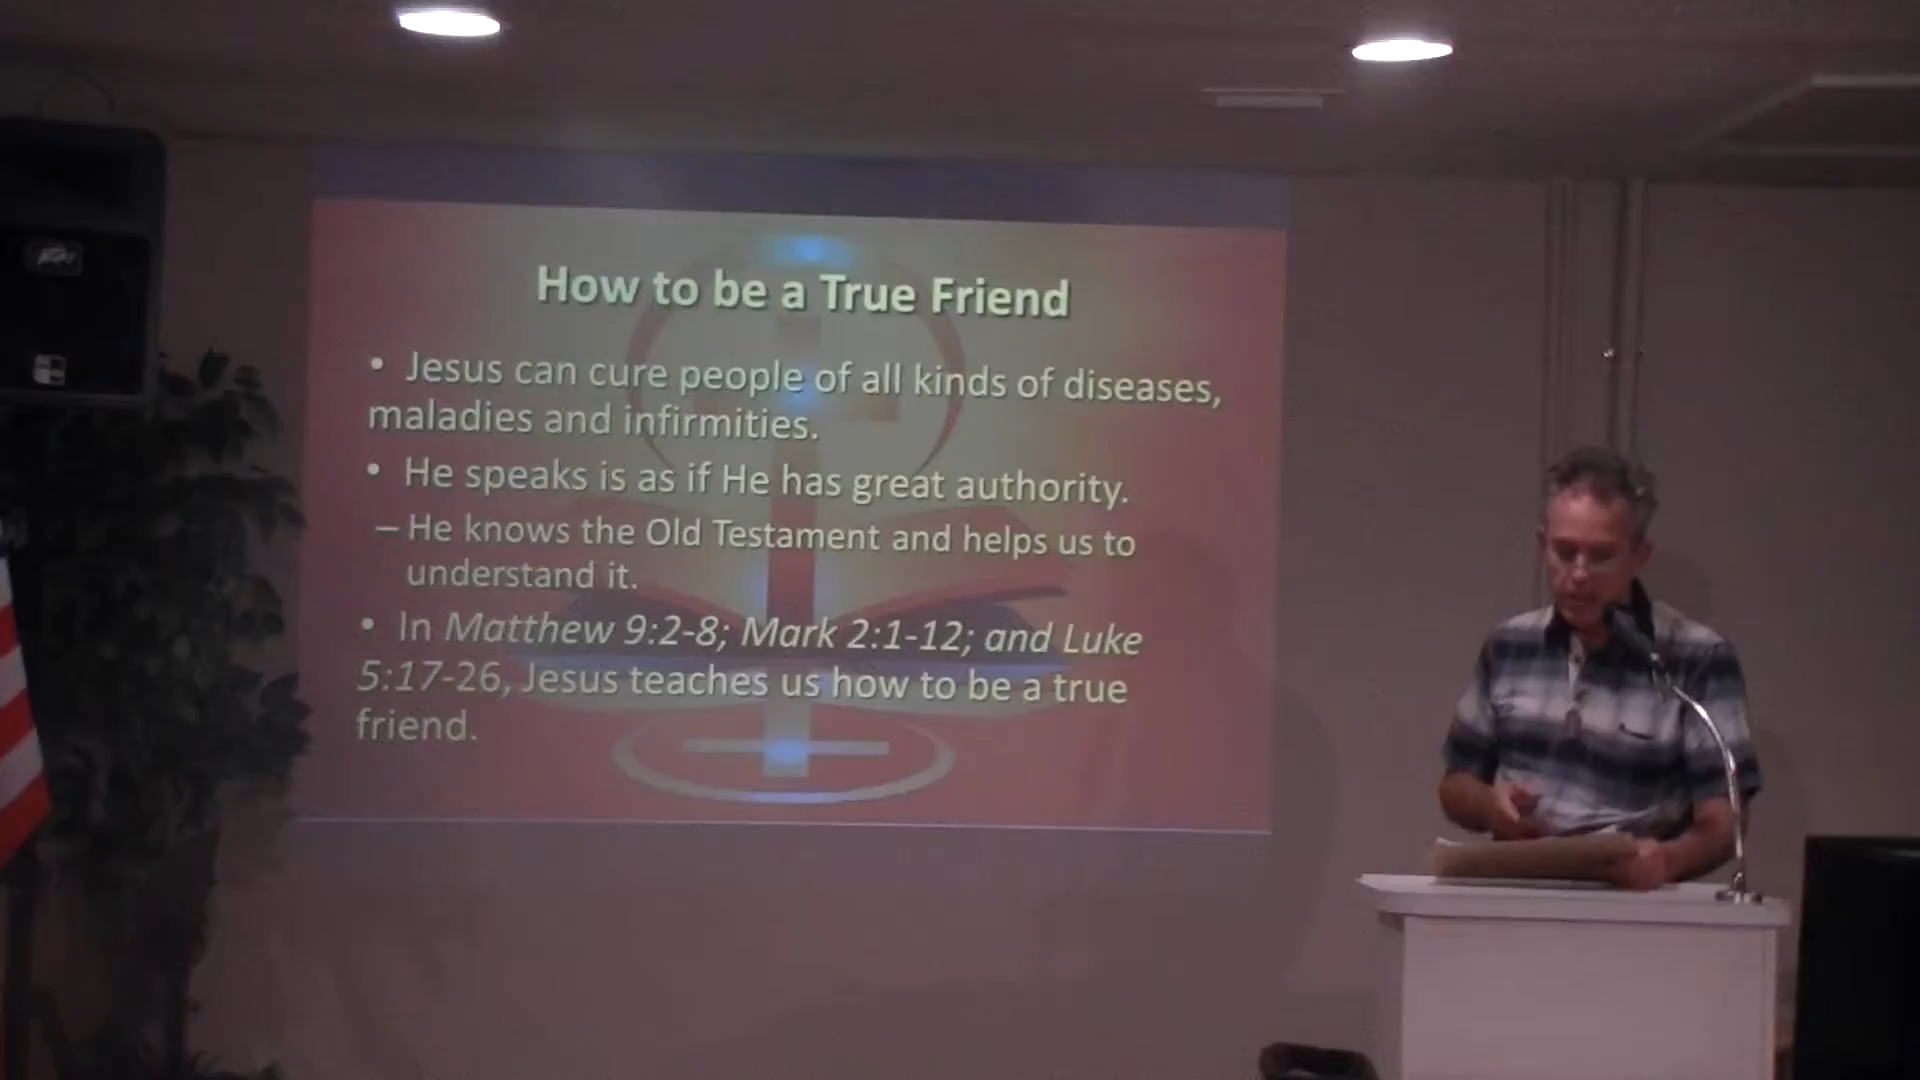 How to be a True Friend
• Jesus can cure people of all kinds of diseases,
maladies and infirmities.
• He speaks is as if He has great authority.
– He knows the Old Testament and helps us to
understand it.
• In Matthew 9:2-8; Mark 2:1-12; and Luke
5:17-26, Jesus teaches us how to be a true
friend.
PEAVEY